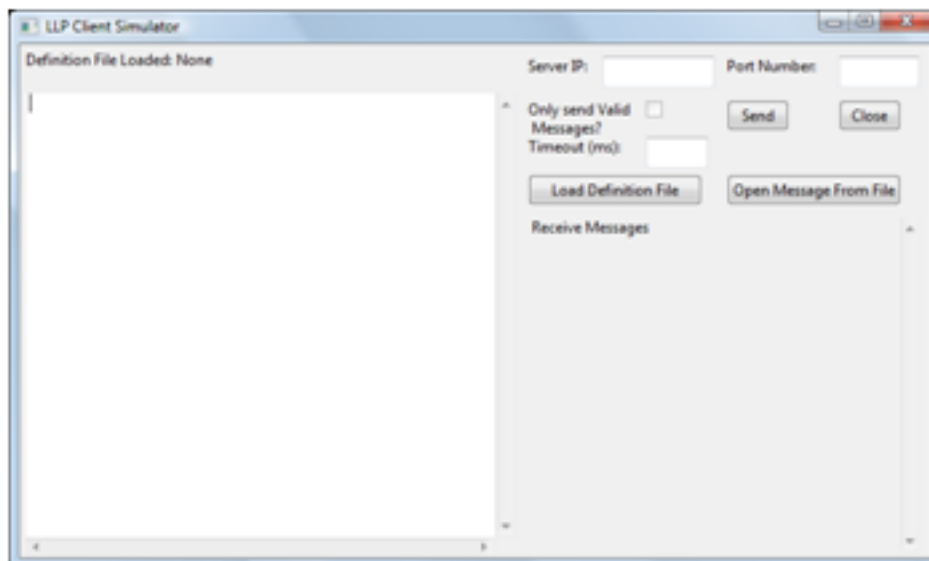 LLP Client Simulator
Definition File Loaded: None
Server IP:
Port Number:
Only send Valid
Messages?
Send
Close
Timeout (ms):
Load Definition File
Open Message From File
Receive Messages